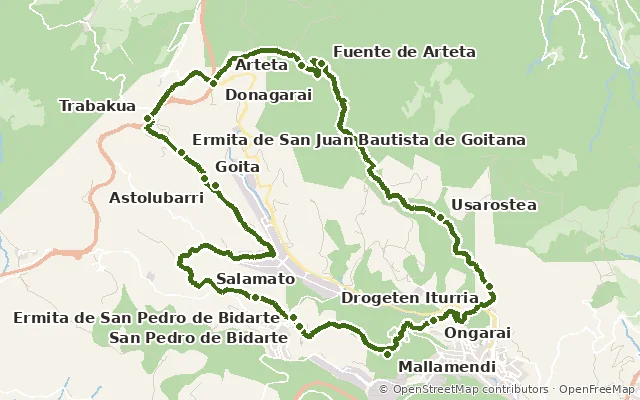 Fuente de Arteta
Arteta
Donagarai
Trabakua
Ermita de San Juan Bautista de Goitana
Goita
Astolubarri
Usarostea
Salamato
Drogeten Iturria
Ermita de San Pedro de Bidarte
Ongarai
San Pedro de Bidarte
Mallamendi
© OpenStreetMap contributors · OpenFreeMap